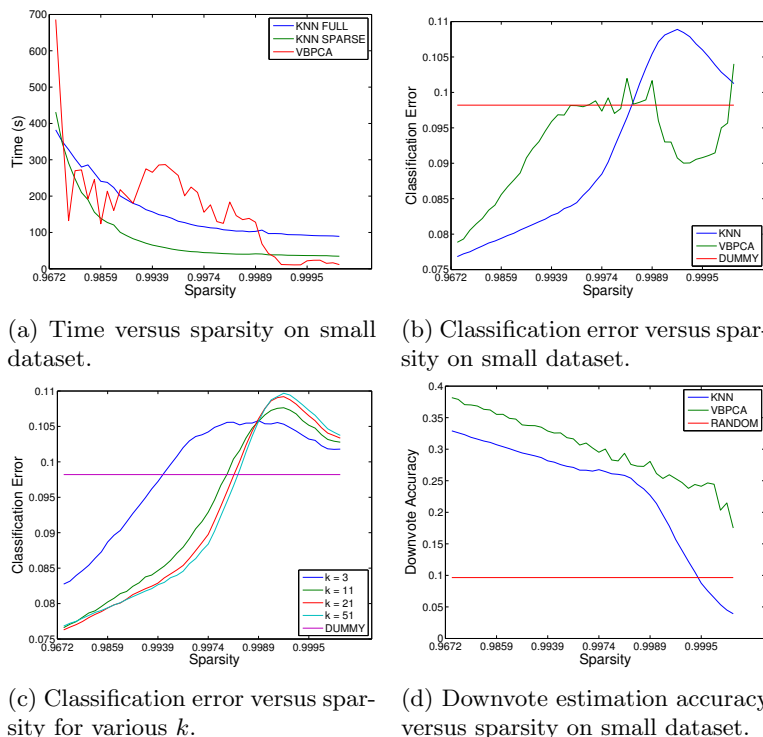 700
600
500
400
300
200
100
0
Time (s)
0.9672 0.9859 0.9939 0.9974 0.9989 0.9995
Sparsity
KNN FULL
KNN SPARSE
VBPCA
(a) Time versus sparsity on small
dataset.
0.11
0.105
0.1
0.095
0.09
0.085
0.08
0.075
Classification Error
0.9672 0.9859 0.9939 0.9974 0.9989 0.9995
Sparsity
KNN
VBPCA
DUMMY
(b) Classification error versus spar-
sity on small dataset.
0.11
0.105
0.1
0.095
0.09
0.085
0.08
0.075
Classification Error
0.9672 0.9859 0.9939 0.9974 0.9989 0.9995
Sparsity
k = 3
k = 11
k = 21
k = 51
DUMMY
(c) Classification error versus spar-
sity for various k.
0.4
0.35
0.3
0.25
0.2
0.15
0.1
0.05
0
Downvote Accuracy
0.9672 0.9859 0.9939 0.9974 0.9989 0.9995
Sparsity
KNN
VBPCA
RANDOM
(d) Downvote estimation accuracy
versus sparsity on small dataset.